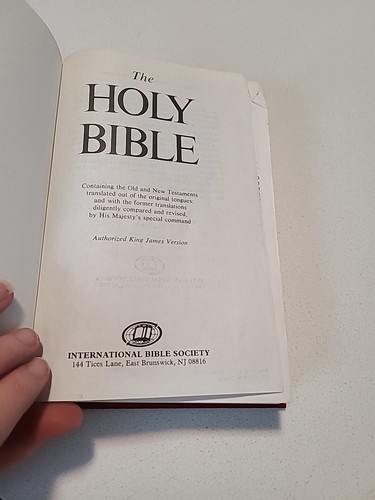 The
HOLY
BIBLE
Containing the Old and New Testaments
translated out of the original tongues:
and with the former translations
diligently compared and revised,
by His Majesty's special command
Authorized King James Version
INTERNATIONAL BIBLE SOCIETY
144 Tices Lane, East Brunswick, NJ 08816